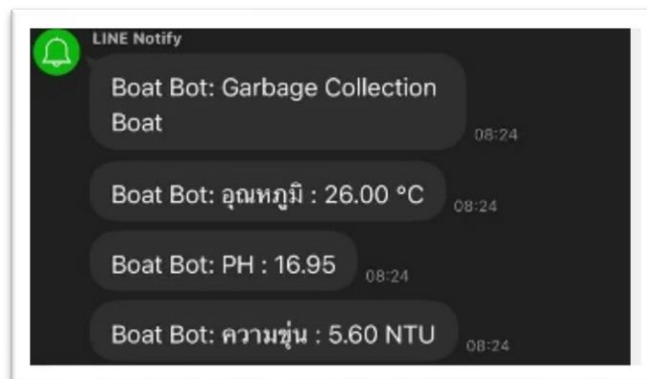 LINE Notify
Boat Bot: Garbage Collection
Boat
08:24
Boat Bot: อุณหภูมิ : 26.00 °C
08:24
Boat Bot: PH : 16.95
08:24
Boat Bot: ความขุ่น : 5.60 NTU
08:24